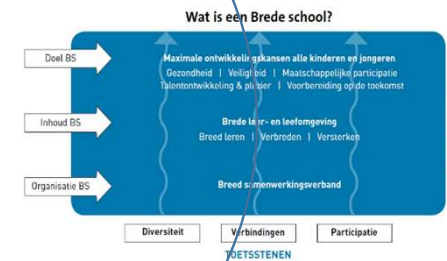 Wat is een Brede school?
Doel BS
Maximale ontwikkelingskansen alle kinderen en jongeren
Gezondheid | Veiligheid | Maatschappelijke participatie
Talentontwikkeling & plezier | Voorbereiding op de toekomst
Inhoud BS
Brede leer- en leefomgeving
Breed leren | Verbreden | Versterken
Organisatie BS
Breed samenwerkingsverband
Diversiteit
Verbindingen
Participatie
TOETSSTENEN